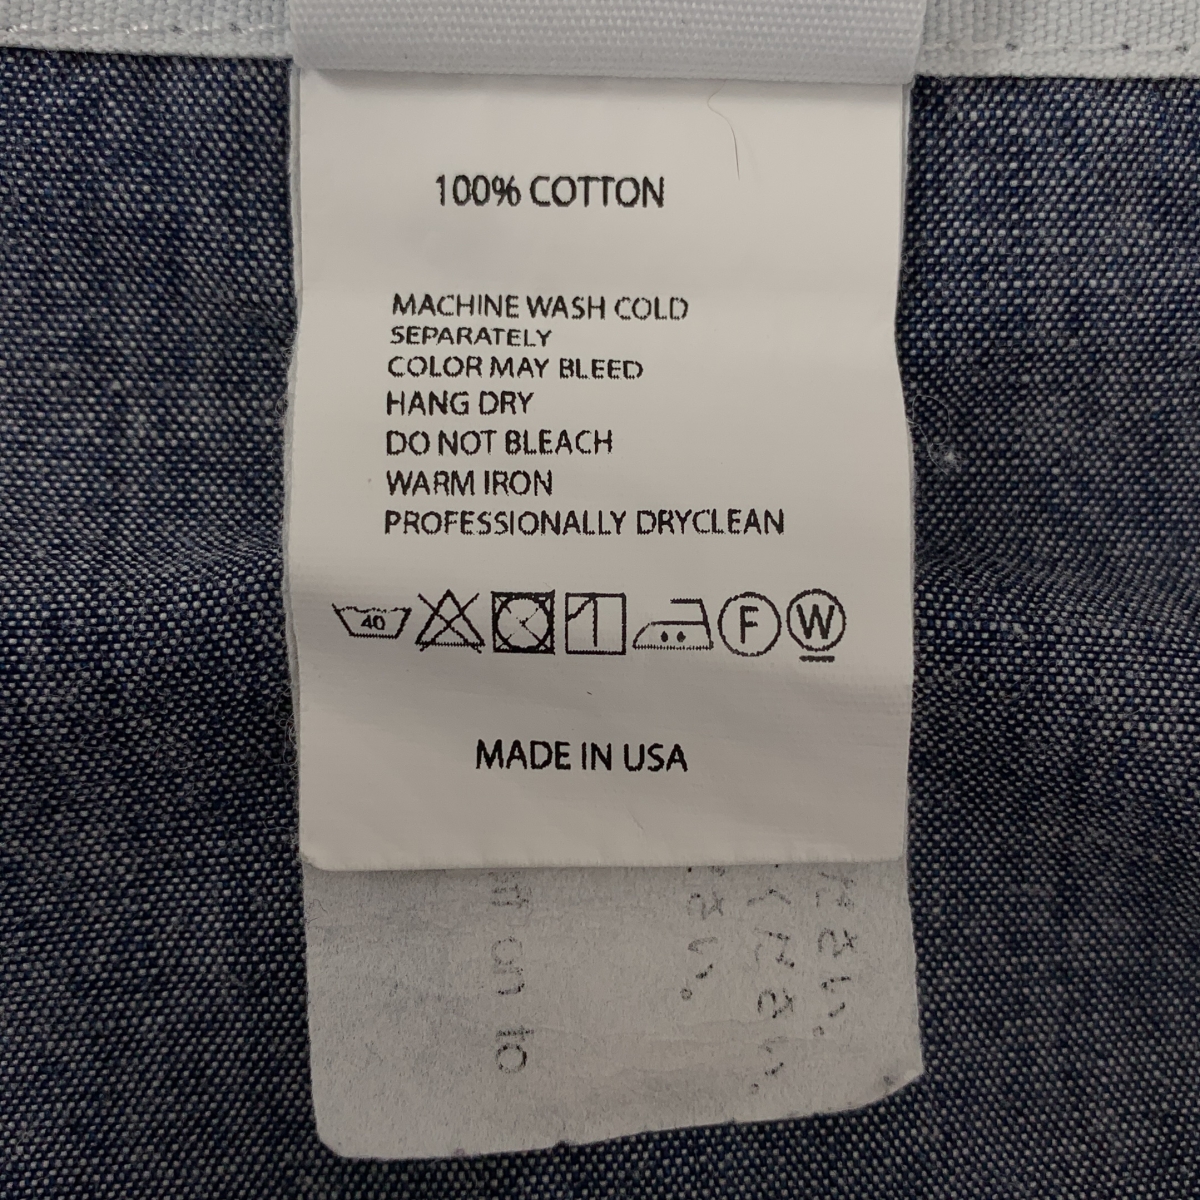 100% COTTON
MACHINE WASH COLD
SEPARATELY
COLOR MAY BLEED
HANG DRY
DO NOT BLEACH
WARM IRON
PROFESSIONALLY DRYCLEAN
40 F W
MADE IN USA